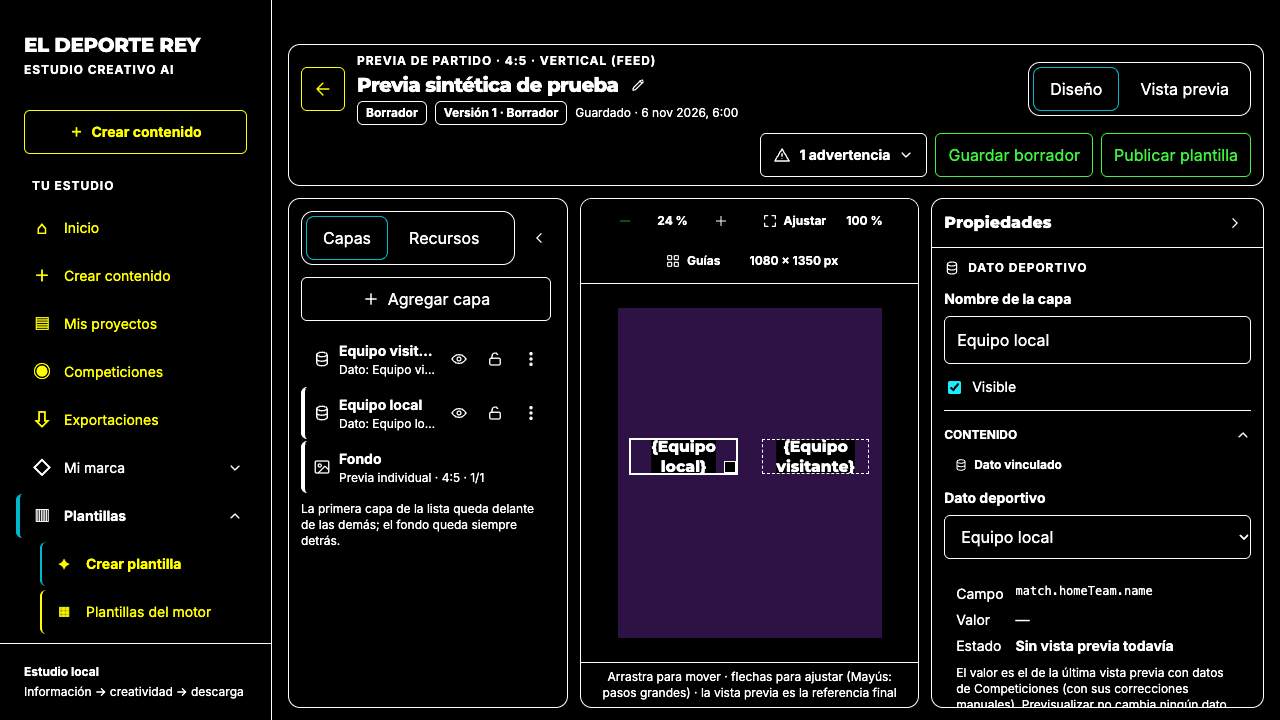 EL DEPORTE REY
ESTUDIO CREATIVO AI
+ Crear contenido
TU ESTUDIO
Inicio
Crear contenido
Mis proyectos
Competiciones
Exportaciones
Mi marca
Plantillas
Crear plantilla
Plantillas del motor
Estudio local
Información → creatividad → descarga
PREVIA DE PARTIDO · 4:5 · VERTICAL (FEED)
Previa sintética de prueba
Borrador
Versión 1 · Borrador
Guardado · 6 nov 2026, 6:00
Diseño
Vista previa
1 advertencia
Guardar borrador
Publicar plantilla
Capas
Recursos
Agregar capa
Equipo visit...
Dato: Equipo vi...
Equipo local
Dato: Equipo lo...
Fondo
Previa individual · 4:5 · 1/1
La primera capa de la lista queda delante
de las demás; el fondo queda siempre
detrás.
24 %
Ajustar
100 %
Guías
1080 × 1350 px
{Equipo
local}
{Equipo
visitante}
Arrastra para mover · flechas para ajustar (Mayús:
pasos grandes) · la vista previa es la referencia final
Propiedades
DATO DEPORTIVO
Nombre de la capa
Equipo local
Visible
CONTENIDO
Dato vinculado
Dato deportivo
Equipo local
Campo match.homeTeam.name
Valor —
Estado Sin vista previa todavía
El valor es el de la última vista previa con datos
de Competiciones (con sus correcciones
manuales). Previsualizar no cambia ningún dato